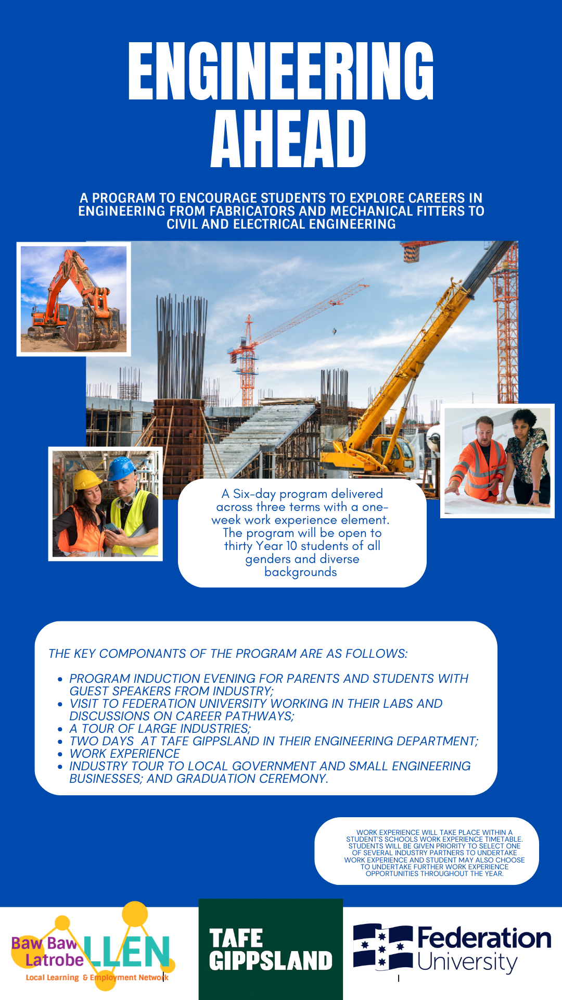 ENGINEERING
AHEAD
A PROGRAM TO ENCOURAGE STUDENTS TO EXPLORE CAREERS IN
ENGINEERING FROM FABRICATORS AND MECHANICAL FITTERS TO
CIVIL AND ELECTRICAL ENGINEERING
A Six-day program delivered
across three terms with a one-
week work experience element.
The program will be open to
thirty Year 10 students of all
genders and diverse
backgrounds
THE KEY COMPONANTS OF THE PROGRAM ARE AS FOLLOWS:
• PROGRAM INDUCTION EVENING FOR PARENTS AND STUDENTS WITH
GUEST SPEAKERS FROM INDUSTRY;
• VISIT TO FEDERATION UNIVERSITY WORKING IN THEIR LABS AND
DISCUSSIONS ON CAREER PATHWAYS;
• A TOUR OF LARGE INDUSTRIES;
• TWO DAYS  AT TAFE GIPPSLAND IN THEIR ENGINEERING DEPARTMENT;
• WORK EXPERIENCE
• INDUSTRY TOUR TO LOCAL GOVERNMENT AND SMALL ENGINEERING
BUSINESSES; AND GRADUATION CEREMONY.
WORK EXPERIENCE WILL TAKE PLACE WITHIN A
STUDENT'S SCHOOLS WORK EXPERIENCE TIMETABLE.
STUDENTS WILL BE GIVEN PRIORITY TO SELECT ONE
OF SEVERAL INDUSTRY PARTNERS TO UNDERTAKE
WORK EXPERIENCE AND STUDENT MAY ALSO CHOOSE
TO UNDERTAKE FURTHER WORK EXPERIENCE
OPPORTUNITIES THROUGHOUT THE YEAR.
Baw Baw
Latrobe
LLEN
Local Learning & Employment Network
TAFE
GIPPSLAND
Federation
University